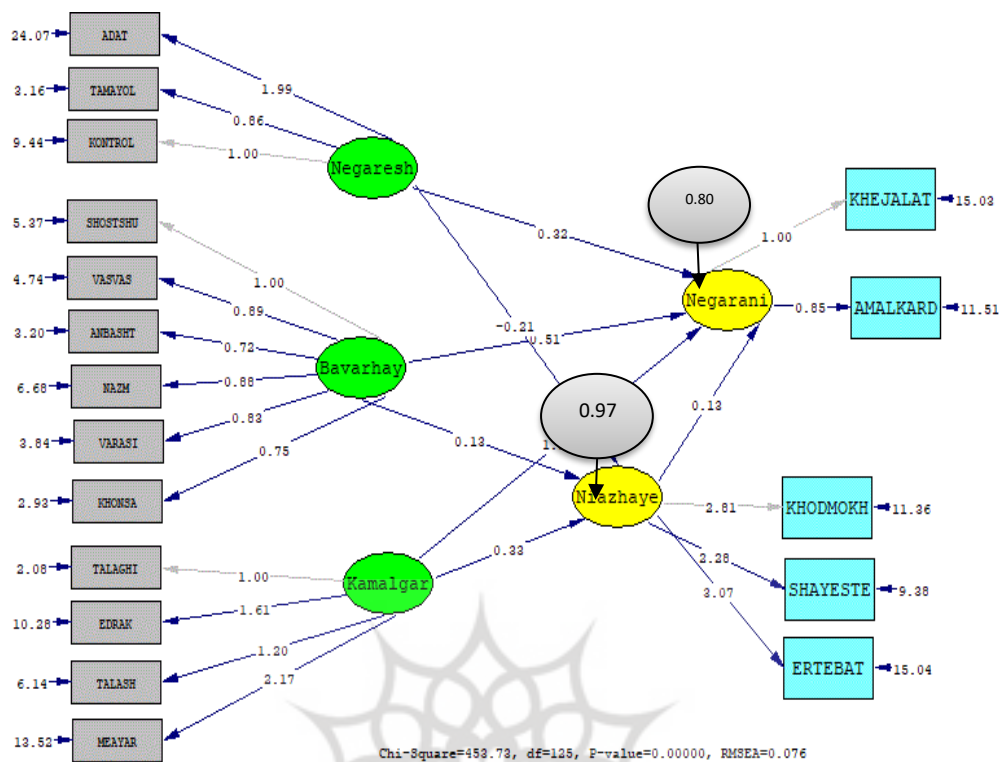 24.07 ADAT
3.16 TAMAYOL
9.44 KONTROL
5.37 SHOSTSHU
4.74 VASVAS
3.20 ANBASHT
6.68 NAZM
3.84 VARASI
2.93 KHONSA
2.08 TALAGHI
10.28 EDRAK
6.14 TALASH
13.52 MEAYAR
1.99
0.86
1.00
1.00
0.89
0.72
0.88
0.83
0.75
1.00
1.61
1.20
2.17
Negaresh
Bavarhay
Kamalgar
0.32
-0.21
0.51
0.13
0.33
0.80
0.97
Negarani
Niazhaye
0.13
1.00
0.85
2.81
2.28
3.07
KHEJALAT 15.03
AMALKARD 11.51
KHODMOKH 11.36
SHAYESTE 9.38
ERTEBAT 15.04
Chi-Square=453.73, df=125, P-value=0.00000, RMSEA=0.076